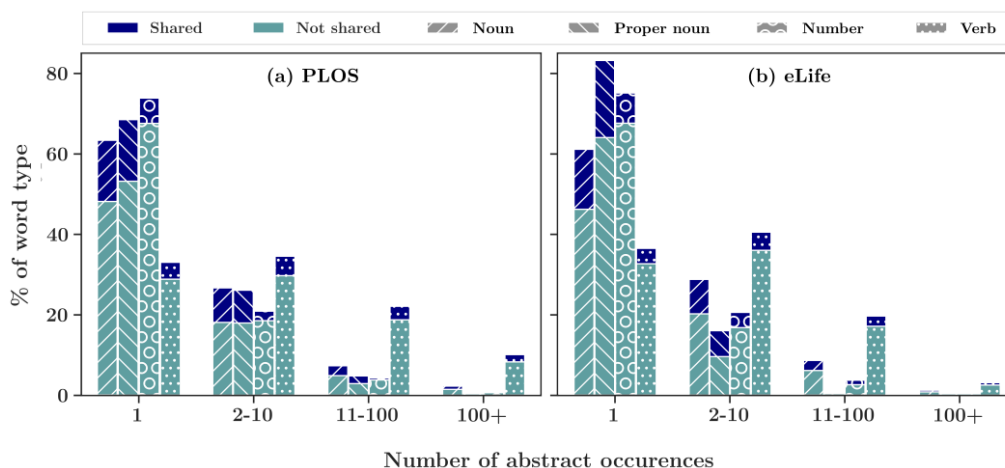 Shared Not shared Noun Proper noun Number Verb
(a) PLOS
(b) eLife
80
60
40
20
0
% of word type
1 2-10 11-100 100+
1 2-10 11-100 100+
Number of abstract occurences